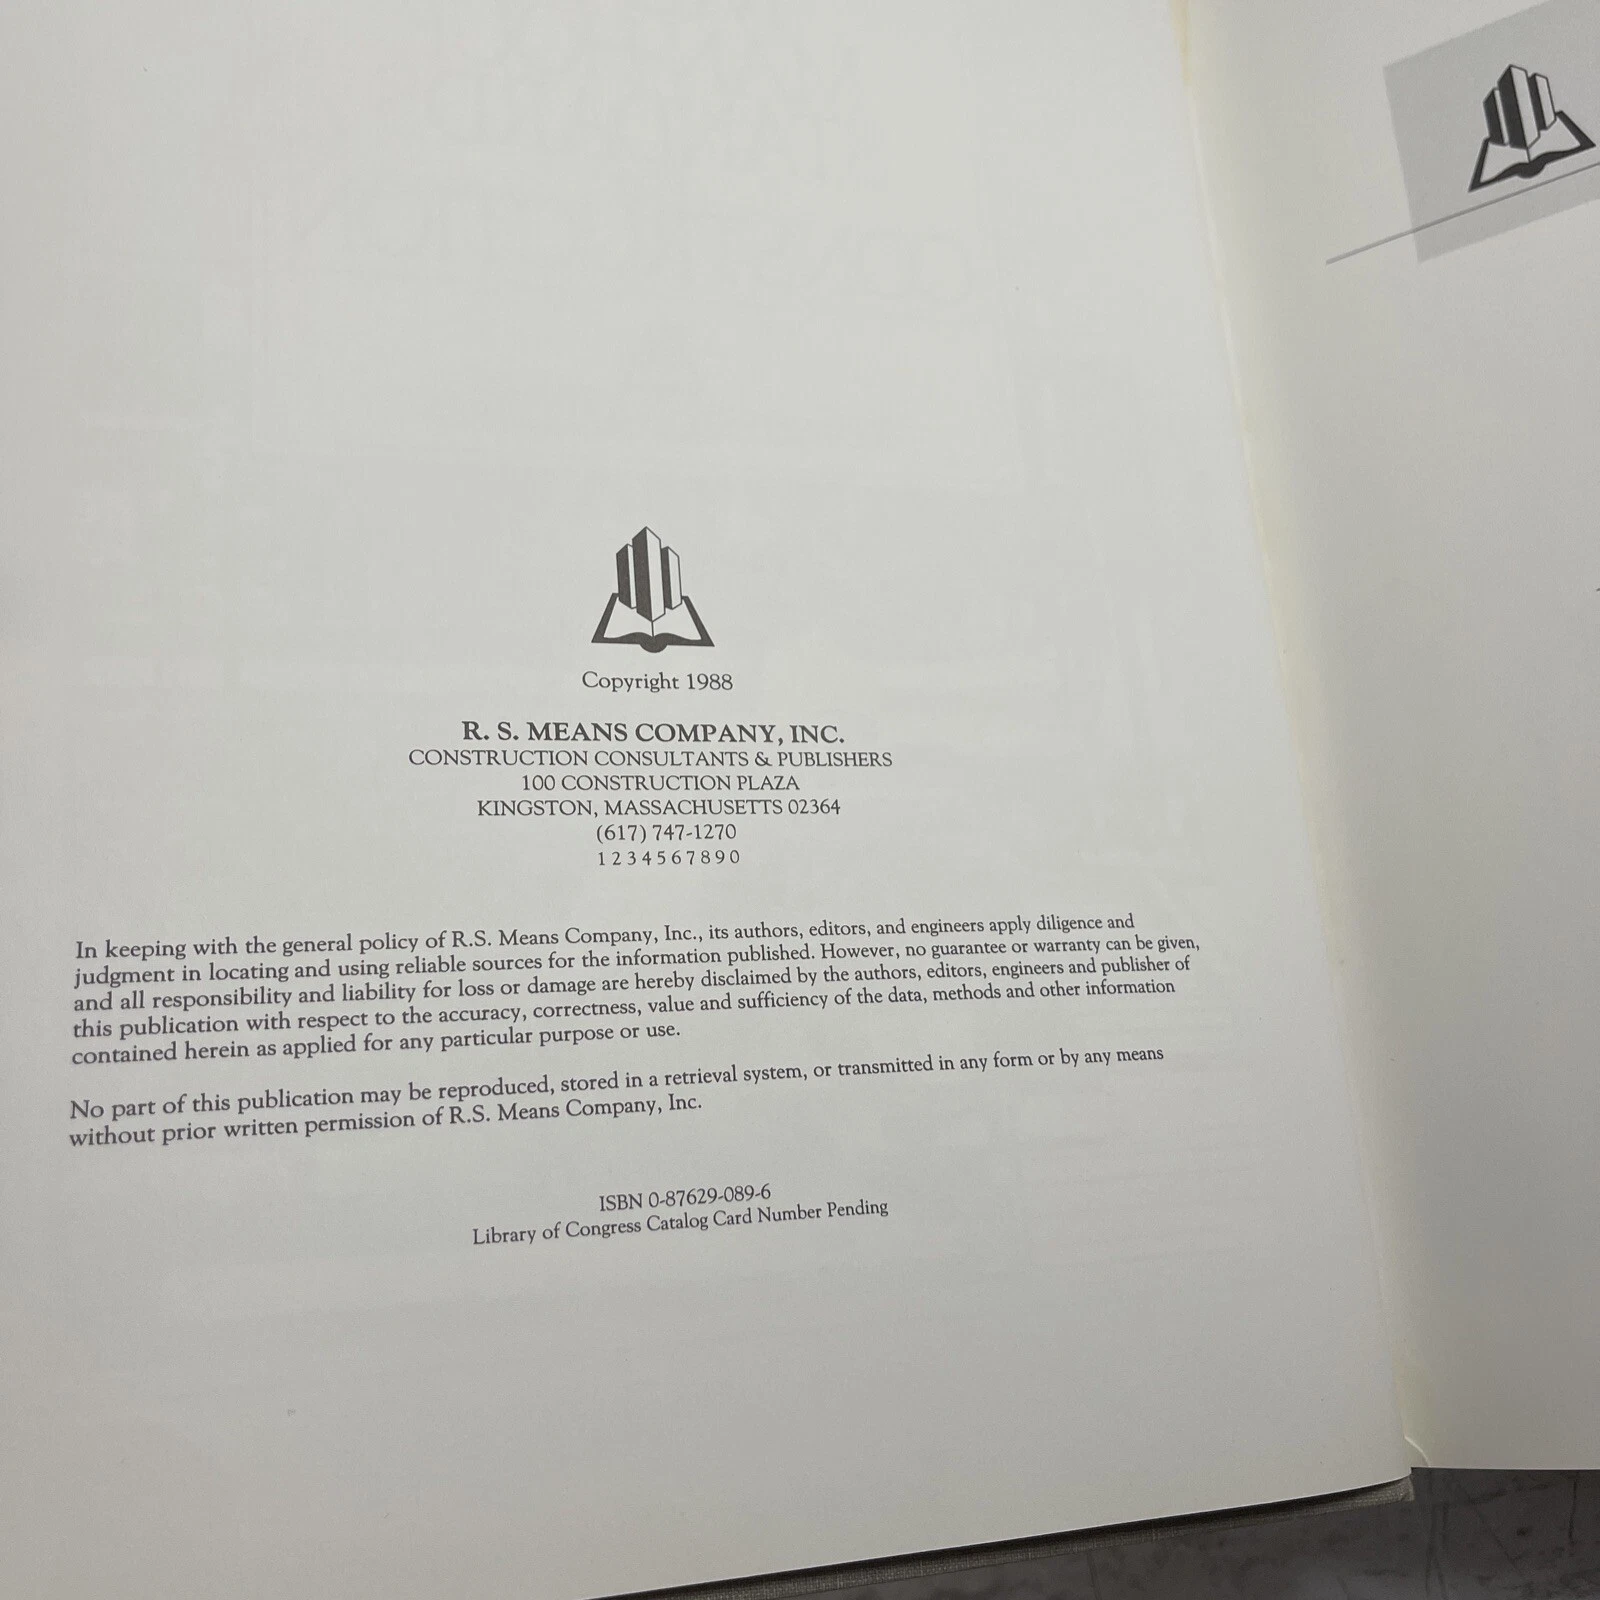 Copyright 1988
R. S. MEANS COMPANY, INC.
CONSTRUCTION CONSULTANTS & PUBLISHERS
100 CONSTRUCTION PLAZA
KINGSTON, MASSACHUSETTS 02364
(617) 747-1270
1 2 3 4 5 6 7 8 9 0
In keeping with the general policy of R.S. Means Company, Inc., its authors, editors, and engineers apply diligence and
judgment in locating and using reliable sources for the information published. However, no guarantee or warranty can be given,
and all responsibility and liability for loss or damage are hereby disclaimed by the authors, editors, engineers and publisher of
this publication with respect to the accuracy, correctness, value and sufficiency of the data, methods and other information
contained herein as applied for any particular purpose or use.
No part of this publication may be reproduced, stored in a retrieval system, or transmitted in any form or by any means
without prior written permission of R.S. Means Company, Inc.
ISBN 0-87629-089-6
Library of Congress Catalog Card Number Pending